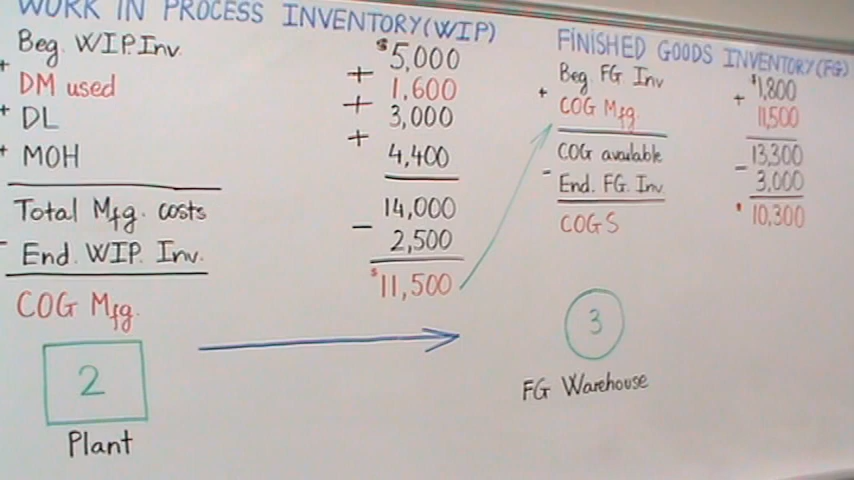 WORK IN PROCESS INVENTORY(WIP)
Beg. WIP. Inv. $5,000
+ DM used + 1,600
+ DL + 3,000
+ MOH + 4,400
Total Mfg. costs 14,000
- End. WIP. Inv. - 2,500
COG Mfg. $11,500
2
Plant
FINISHED GOODS INVENTORY(FG)
Beg. FG. Inv $1,800
+ COG Mfg. + 11,500
COG available 13,300
- End. FG. Inv. - 3,000
COGS $10,300
3
FG Warehouse